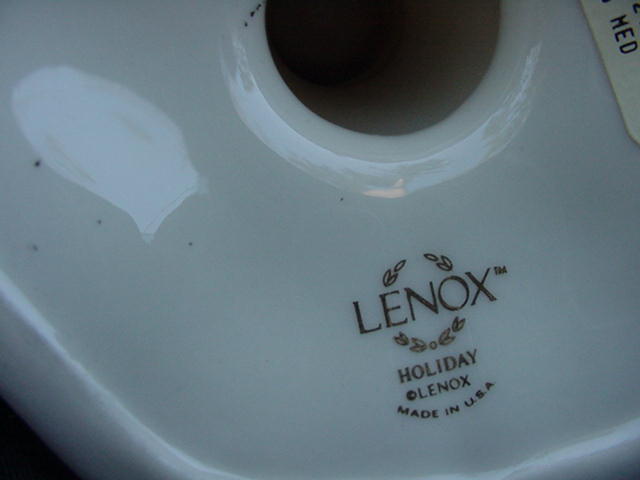 MED
LENOX™
HOLIDAY
©LENOX
MADE IN U.S.A.